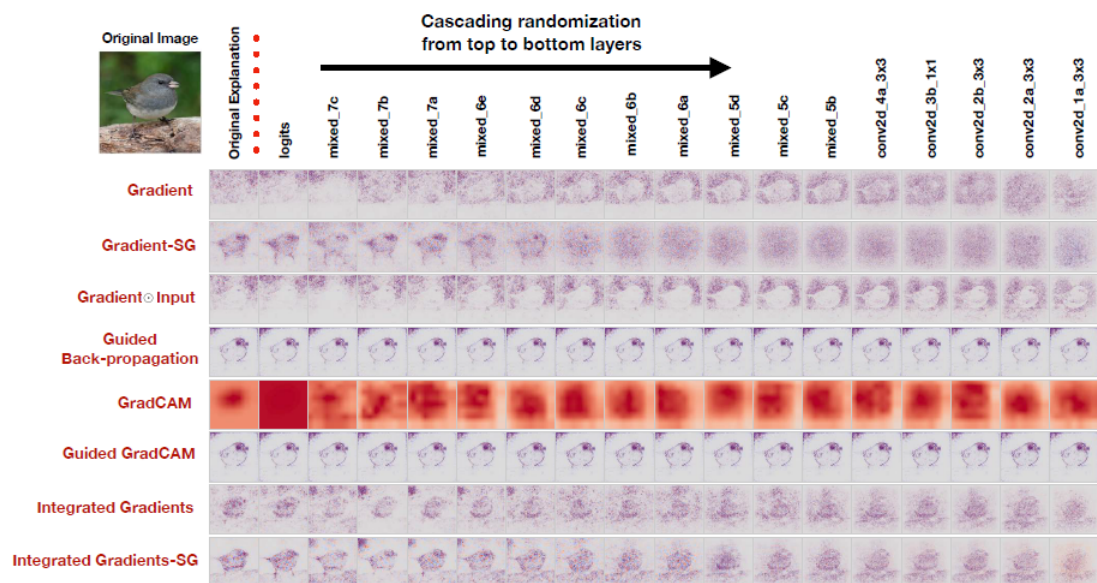 Cascading randomization
from top to bottom layers
Original Image
Original Explanation
logits
mixed_7c
mixed_7b
mixed_7a
mixed_6e
mixed_6d
mixed_6c
mixed_6b
mixed_6a
mixed_5d
mixed_5c
mixed_5b
conv2d_4a_3x3
conv2d_3b_1x1
conv2d_2b_3x3
conv2d_2a_3x3
conv2d_1a_3x3
Gradient
Gradient-SG
Gradient⊙Input
Guided
Back-propagation
GradCAM
Guided GradCAM
Integrated Gradients
Integrated Gradients-SG